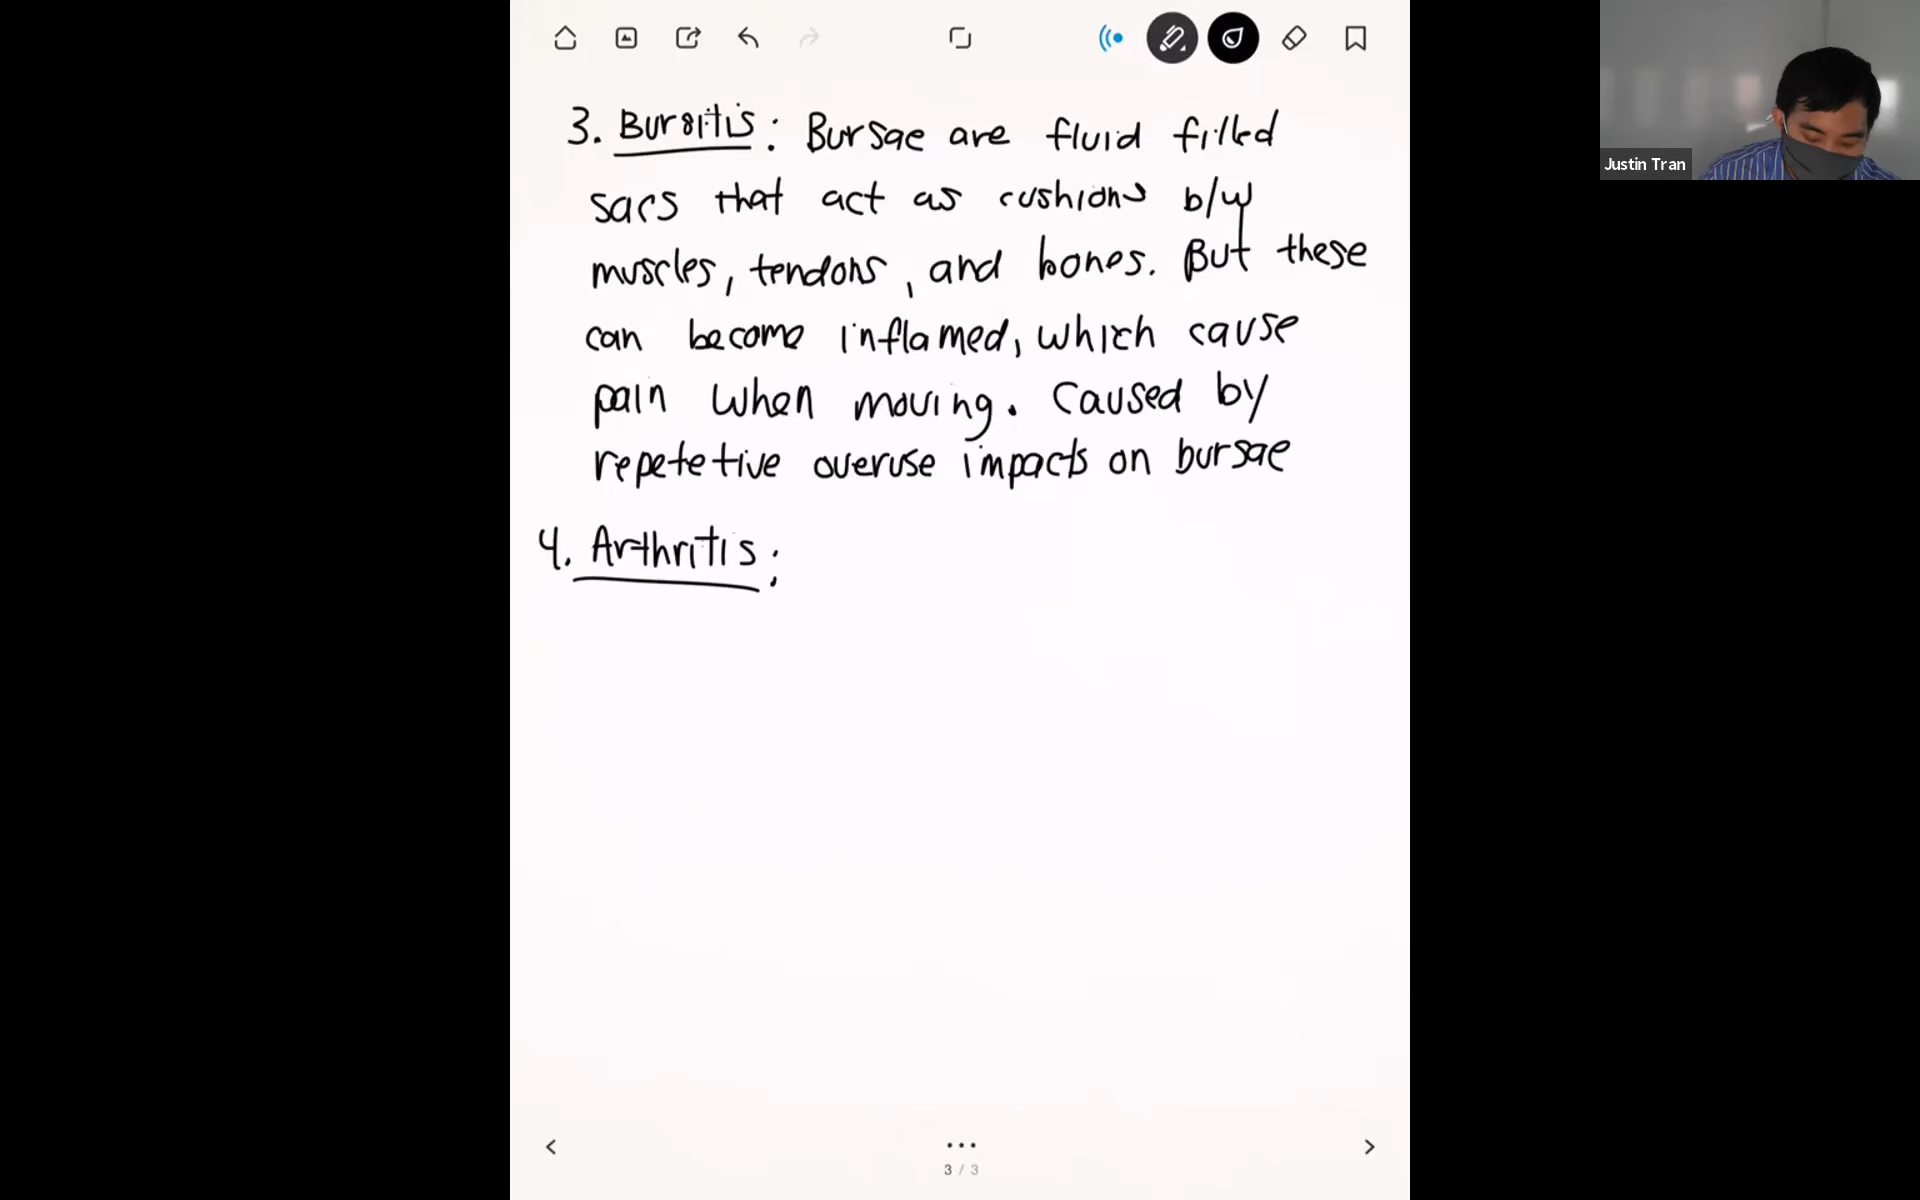 3. Bursitis: Bursae are fluid filled
sacs that act as cushions b/w
muscles, tendons, and bones. But these
can become inflamed, which cause
pain when moving. Caused by
repetetive overuse impacts on bursae
4. Arthritis:
3 / 3
Justin Tran